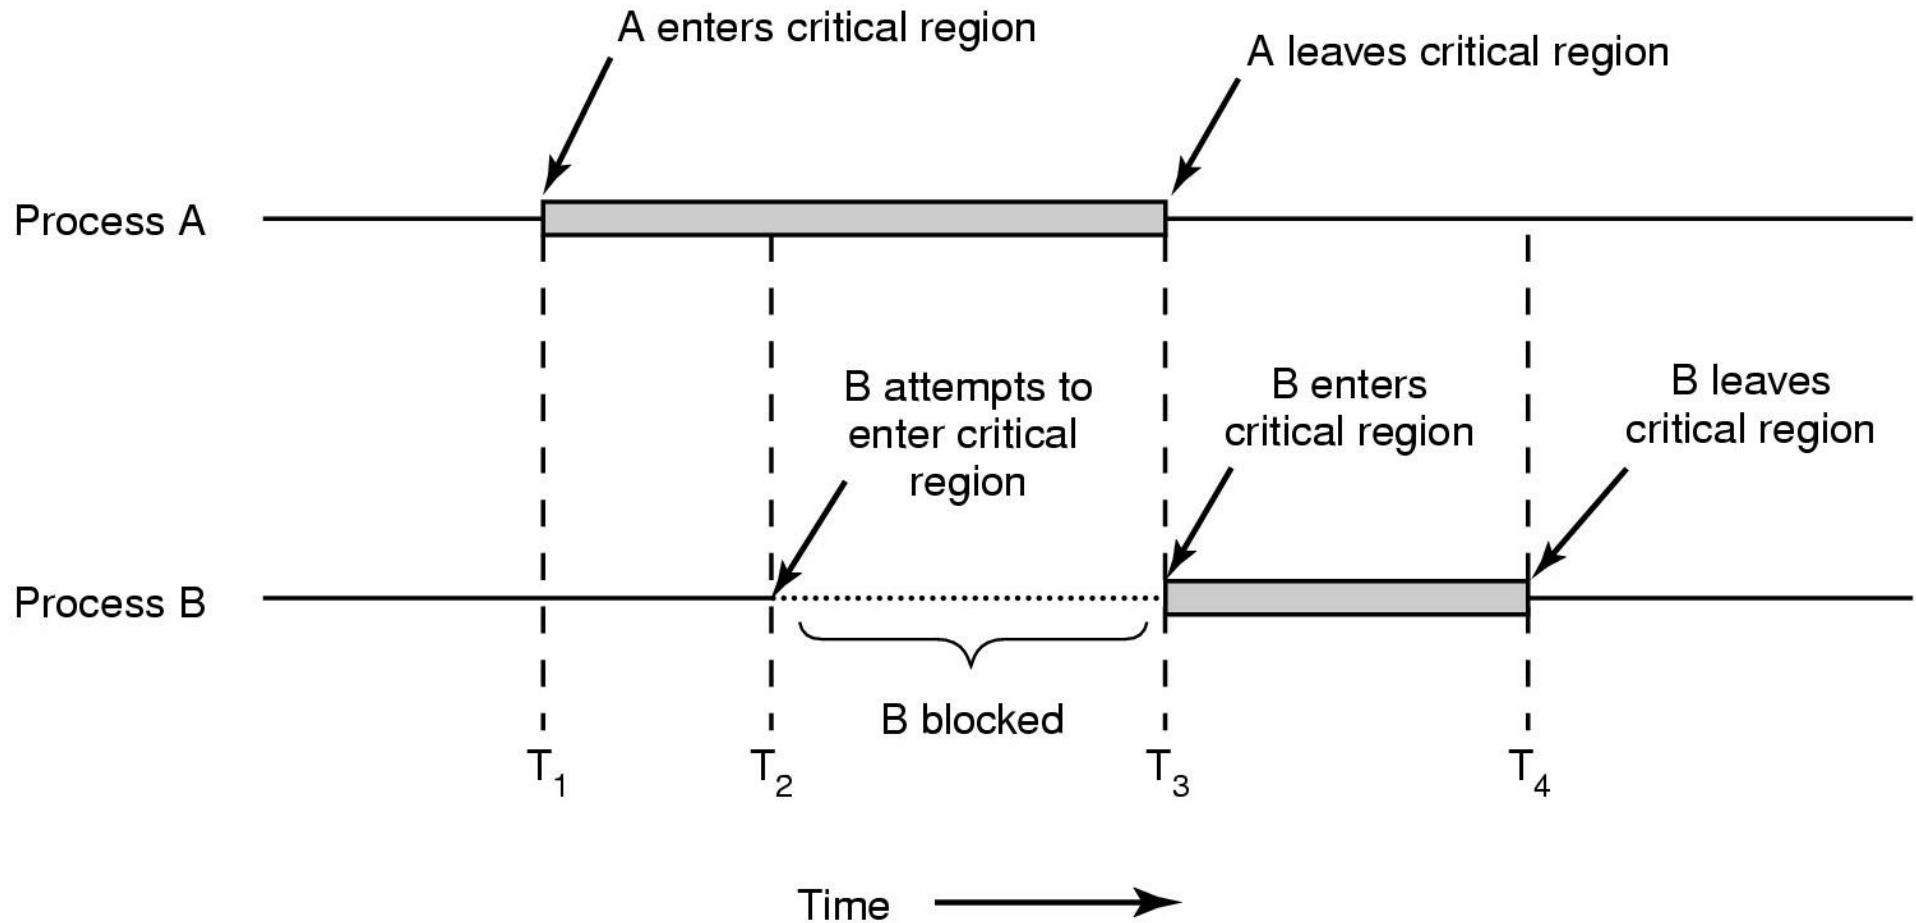 A enters critical region
A leaves critical region
Process A
B attempts to
enter critical
region
B enters
critical region
B leaves
critical region
Process B
B blocked
T1
T2
T3
T4
Time